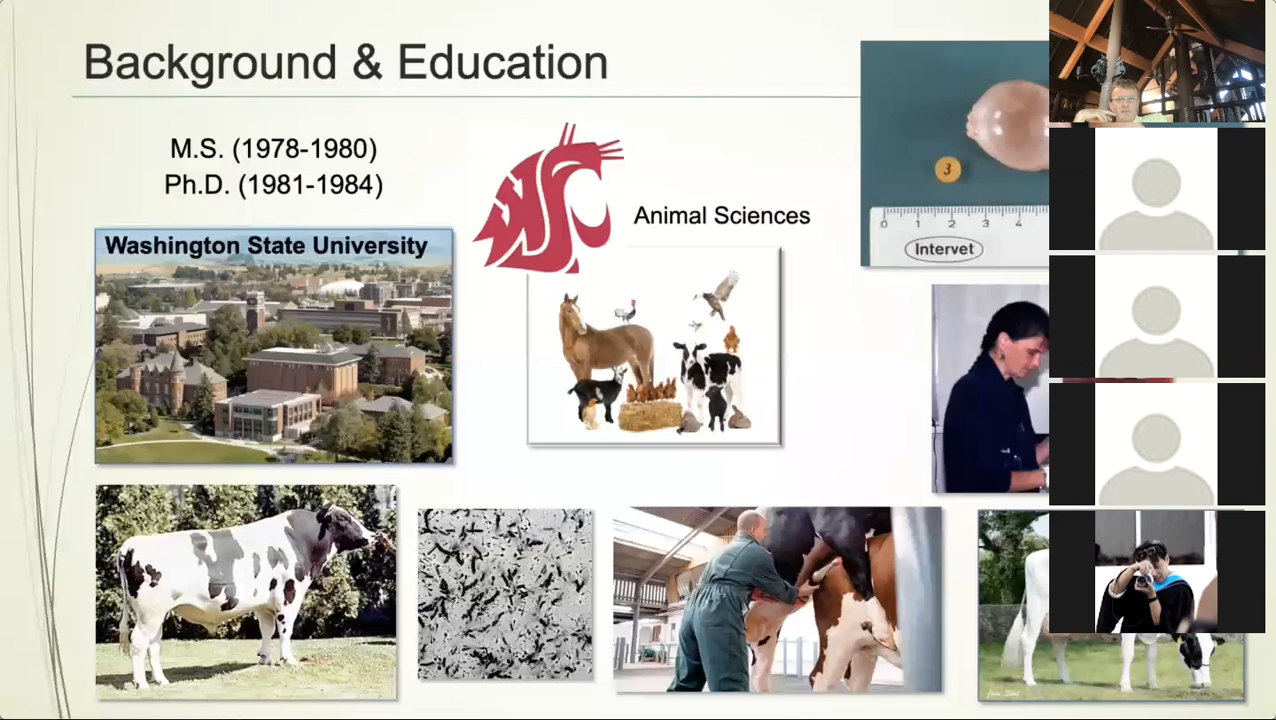 Background & Education
M.S. (1978-1980)
Ph.D. (1981-1984)
WSU
Animal Sciences
Washington State University
3
0 1 2 3 4
Intervet